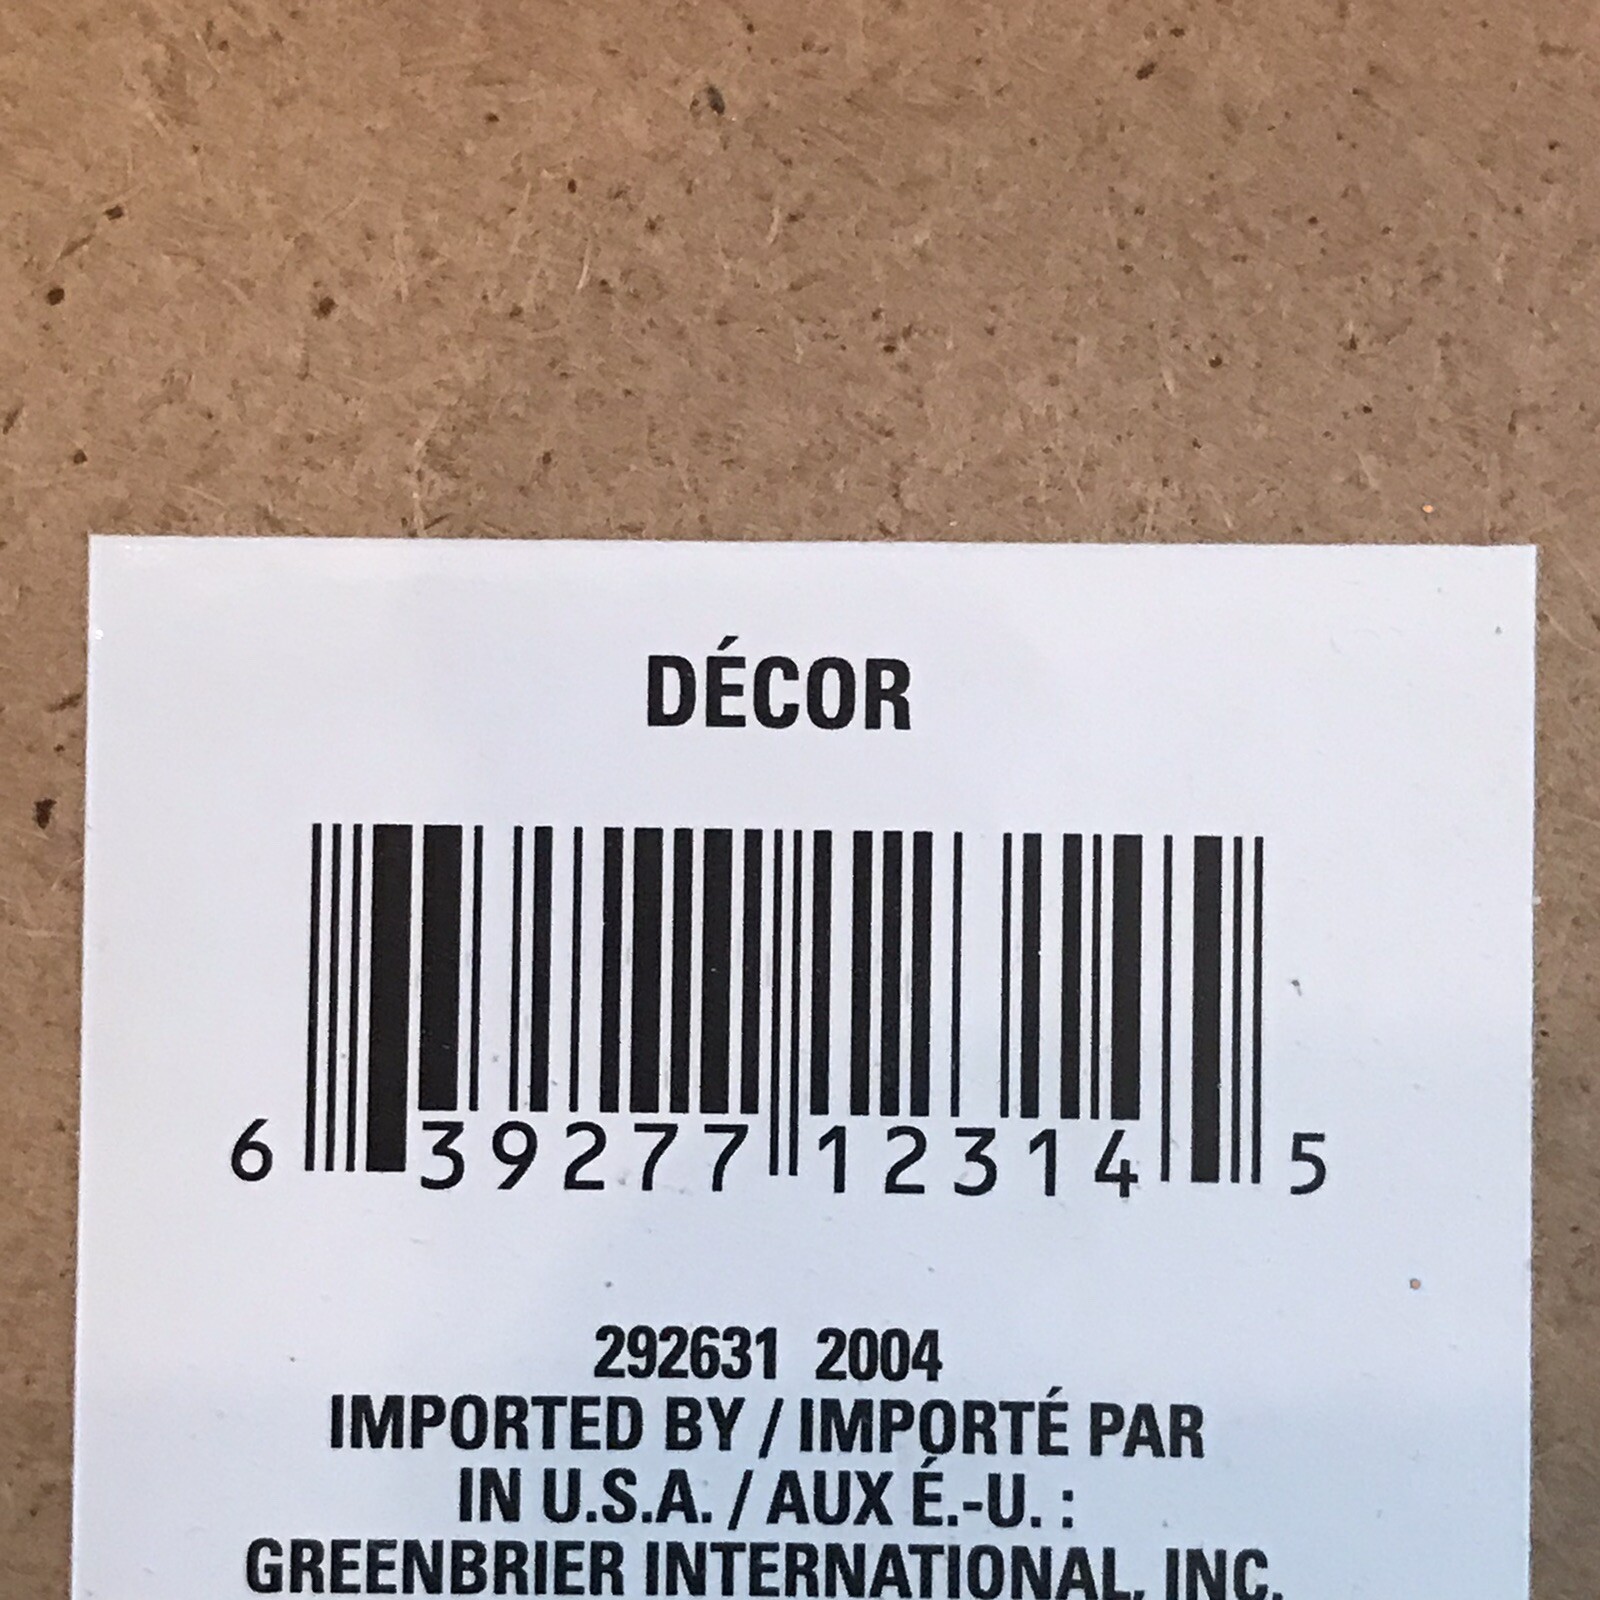 DÉCOR
6 39277 12314 5
292631 2004
IMPORTED BY / IMPORTÉ PAR
IN U.S.A. / AUX É.-U. :
GREENBRIER INTERNATIONAL, INC.